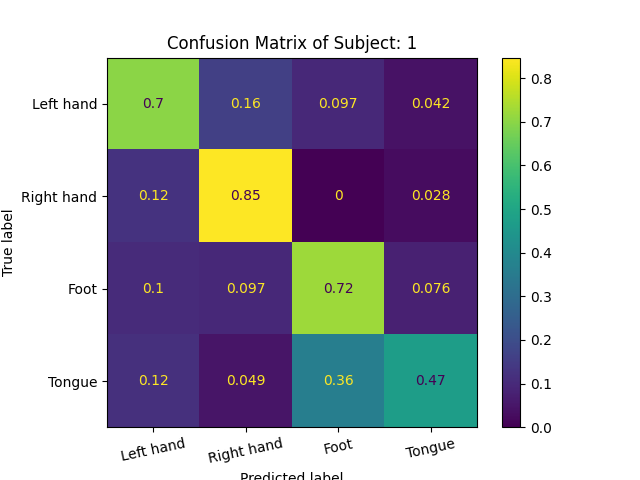 Confusion Matrix of Subject: 1
True label
Left hand 0.7 0.16 0.097 0.042
Right hand 0.12 0.85 0 0.028
Foot 0.1 0.097 0.72 0.076
Tongue 0.12 0.049 0.36 0.47
Left hand Right hand Foot Tongue
Predicted label
0.8
0.7
0.6
0.5
0.4
0.3
0.2
0.1
0.0